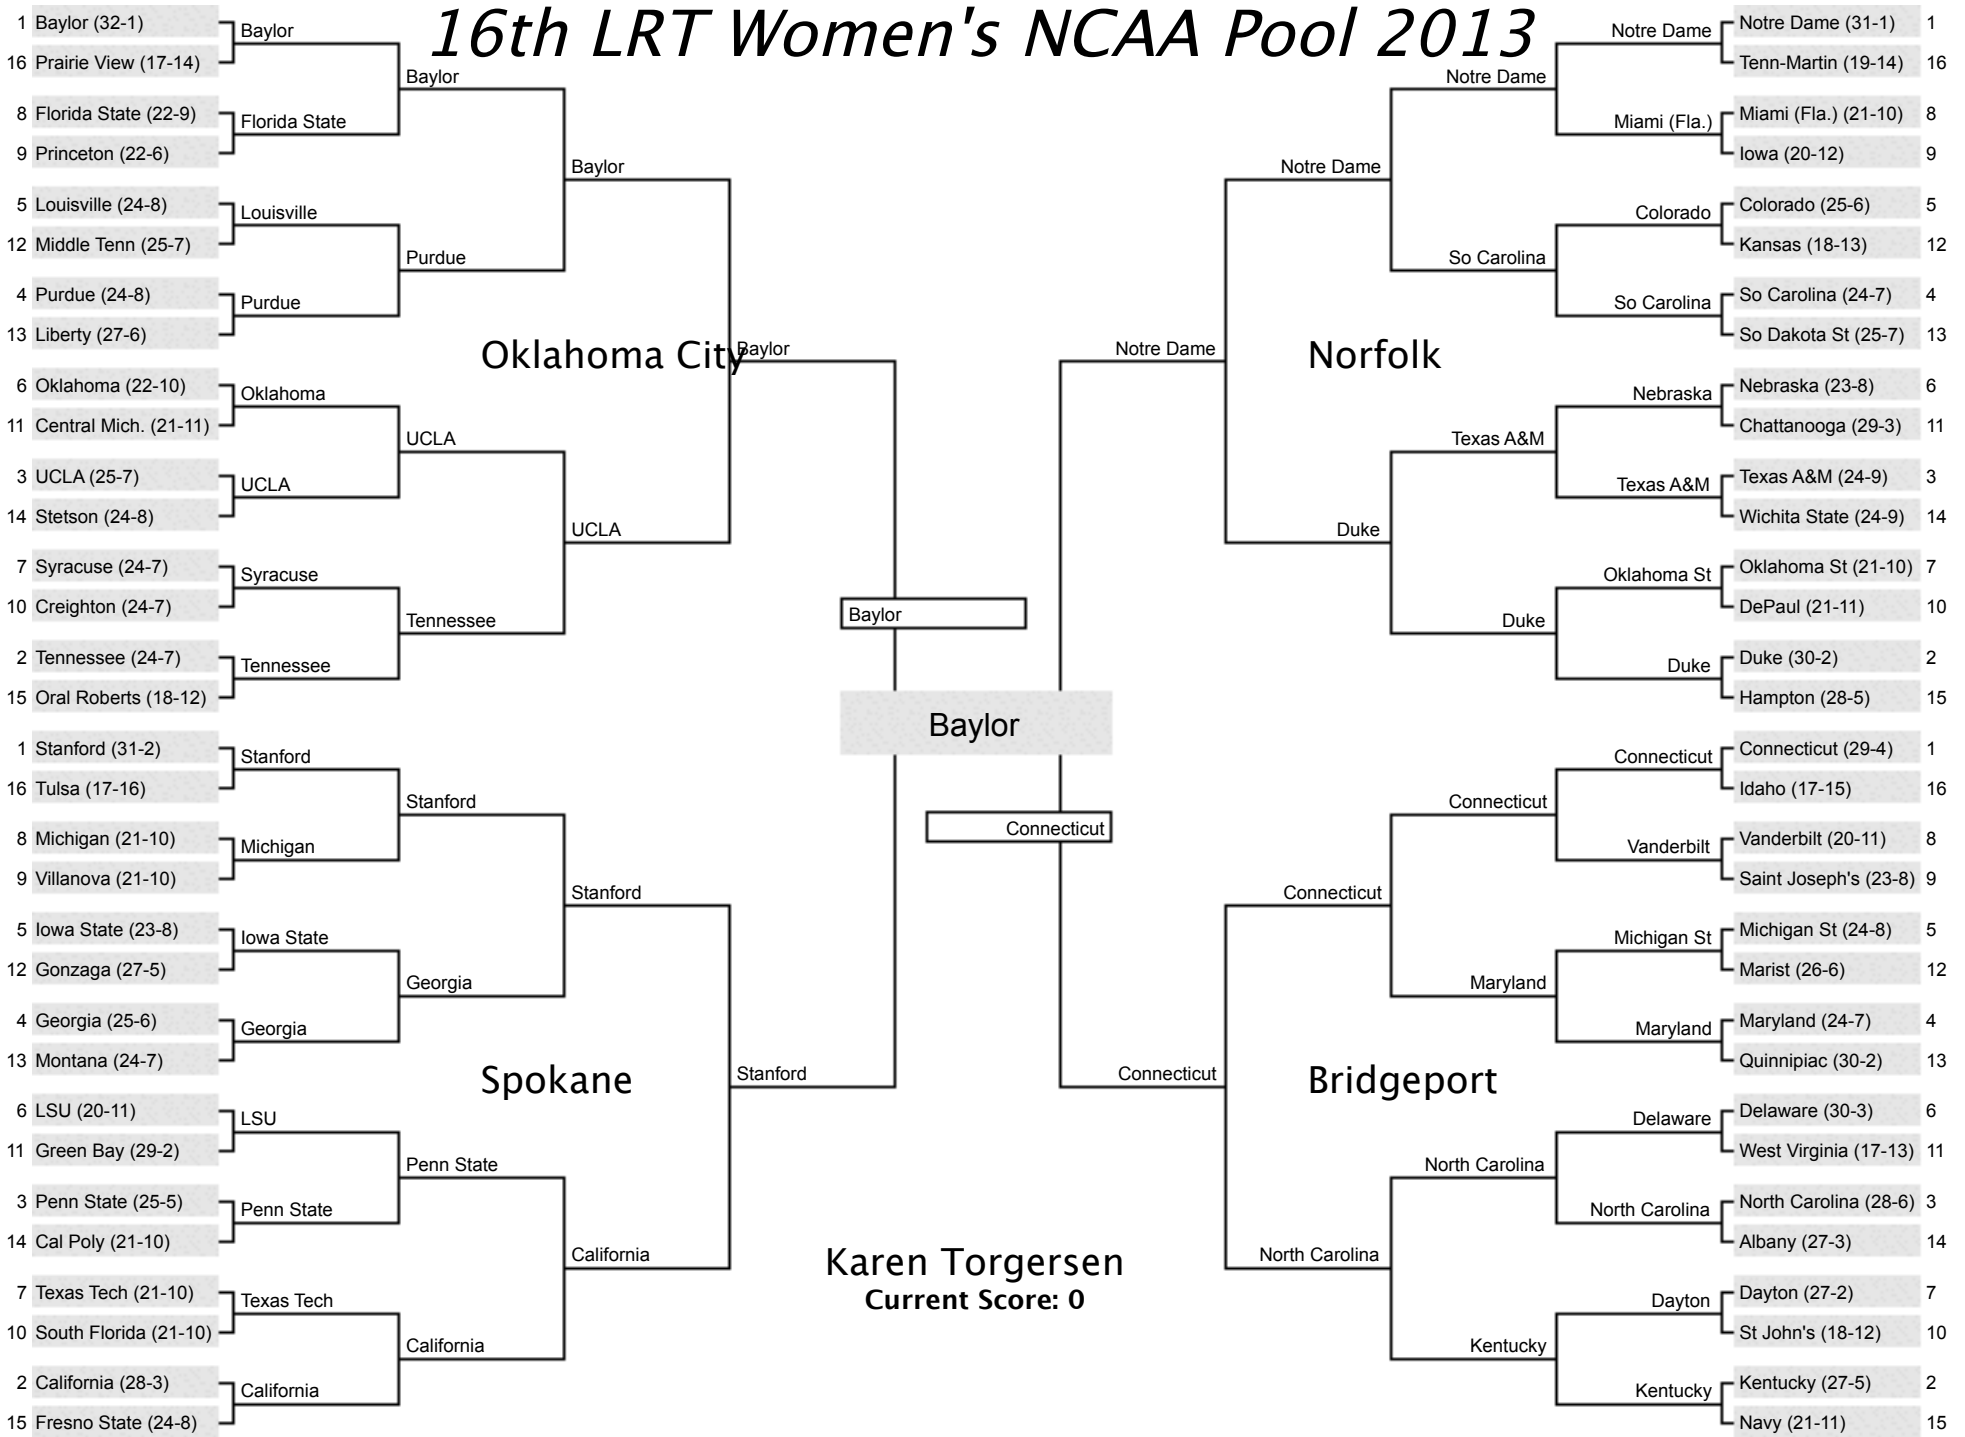 16th LRT Women's NCAA Pool 2013
1 Baylor (32-1)
16 Prairie View (17-14)
8 Florida State (22-9)
9 Princeton (22-6)
5 Louisville (24-8)
12 Middle Tenn (25-7)
4 Purdue (24-8)
13 Liberty (27-6)
6 Oklahoma (22-10)
11 Central Mich. (21-11)
3 UCLA (25-7)
14 Stetson (24-8)
7 Syracuse (24-7)
10 Creighton (24-7)
2 Tennessee (24-7)
15 Oral Roberts (18-12)
Baylor
Florida State
Louisville
Purdue
Oklahoma
UCLA
Syracuse
Tennessee
Baylor
Purdue
UCLA
Tennessee
Baylor
UCLA
Oklahoma City
Baylor
1 Stanford (31-2)
16 Tulsa (17-16)
8 Michigan (21-10)
9 Villanova (21-10)
5 Iowa State (23-8)
12 Gonzaga (27-5)
4 Georgia (25-6)
13 Montana (24-7)
6 LSU (20-11)
11 Green Bay (29-2)
3 Penn State (25-5)
14 Cal Poly (21-10)
7 Texas Tech (21-10)
10 South Florida (21-10)
2 California (28-3)
15 Fresno State (24-8)
Stanford
Michigan
Iowa State
Georgia
LSU
Penn State
Texas Tech
California
Stanford
Georgia
Penn State
California
Stanford
California
Spokane
Stanford
Baylor
Baylor
Connecticut
Karen Torgersen
Current Score: 0
Notre Dame (31-1) 1
Tenn-Martin (19-14) 16
Miami (Fla.) (21-10) 8
Iowa (20-12) 9
Colorado (25-6) 5
Kansas (18-13) 12
So Carolina (24-7) 4
So Dakota St (25-7) 13
Nebraska (23-8) 6
Chattanooga (29-3) 11
Texas A&M (24-9) 3
Wichita State (24-9) 14
Oklahoma St (21-10) 7
DePaul (21-11) 10
Duke (30-2) 2
Hampton (28-5) 15
Notre Dame
Miami (Fla.)
Colorado
So Carolina
Nebraska
Texas A&M
Oklahoma St
Duke
Notre Dame
So Carolina
Texas A&M
Duke
Notre Dame
Duke
Norfolk
Notre Dame
Connecticut (29-4) 1
Idaho (17-15) 16
Vanderbilt (20-11) 8
Saint Joseph's (23-8) 9
Michigan St (24-8) 5
Marist (26-6) 12
Maryland (24-7) 4
Quinnipiac (30-2) 13
Delaware (30-3) 6
West Virginia (17-13) 11
North Carolina (28-6) 3
Albany (27-3) 14
Dayton (27-2) 7
St John's (18-12) 10
Kentucky (27-5) 2
Navy (21-11) 15
Connecticut
Vanderbilt
Michigan St
Maryland
Delaware
North Carolina
Dayton
Kentucky
Connecticut
Maryland
North Carolina
Kentucky
Connecticut
North Carolina
Bridgeport
Connecticut